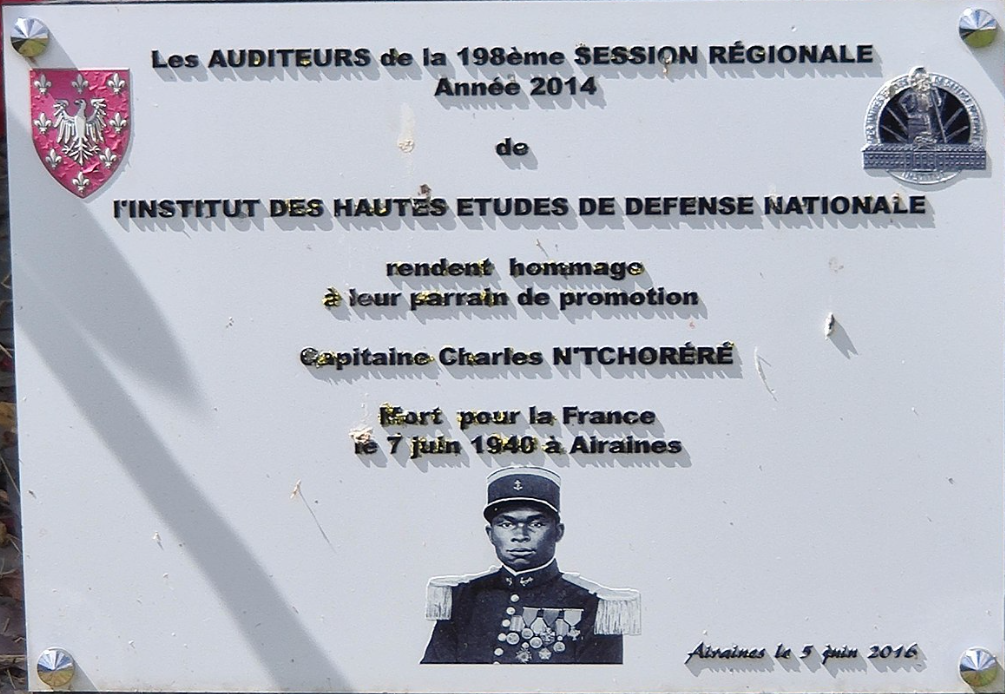 Les AUDITEURS de la 198ème SESSION RÉGIONALE
Année 2014
de
l'INSTITUT DES HAUTES ETUDES DE DEFENSE NATIONALE
rendent hommage
à leur parrain de promotion
Capitaine Charles N'TCHORÉRÉ
Mort pour la France
le 7 juin 1940 à Airaines
Airaines le 5 juin 2016